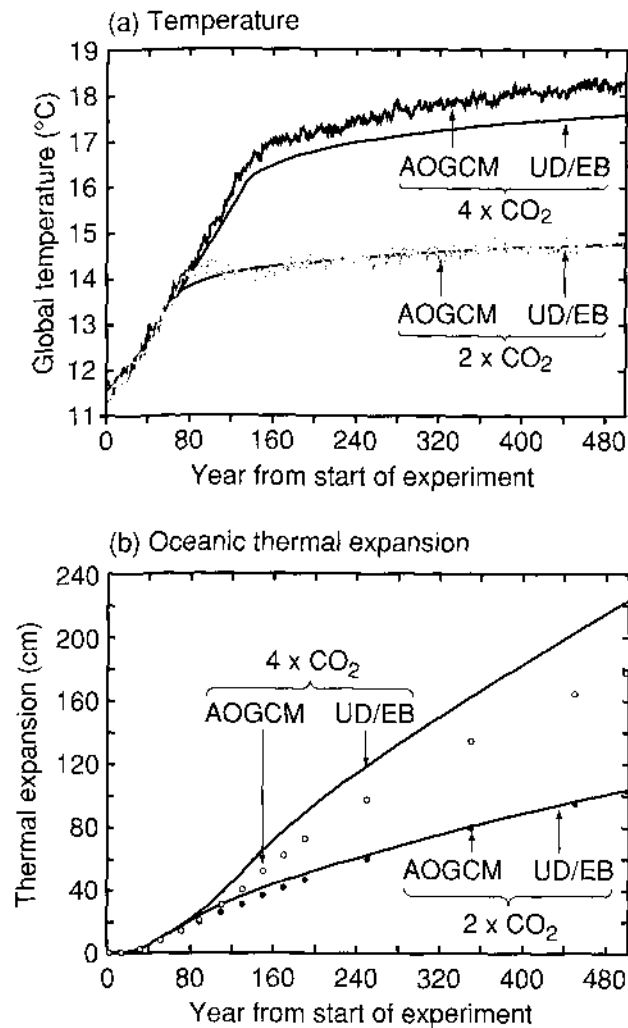 (a) Temperature
19
18
17
16
15
14
13
12
11
Global temperature (°C)
AOGCM UD/EB
4 x CO₂
AOGCM UD/EB
2 x CO₂
0 80 160 240 320 400 480
Year from start of experiment
(b) Oceanic thermal expansion
240
200
160
120
80
40
0
Thermal expansion (cm)
4 x CO₂
AOGCM UD/EB
AOGCM UD/EB
2 x CO₂
0 80 160 240 320 400 480
Year from start of experiment